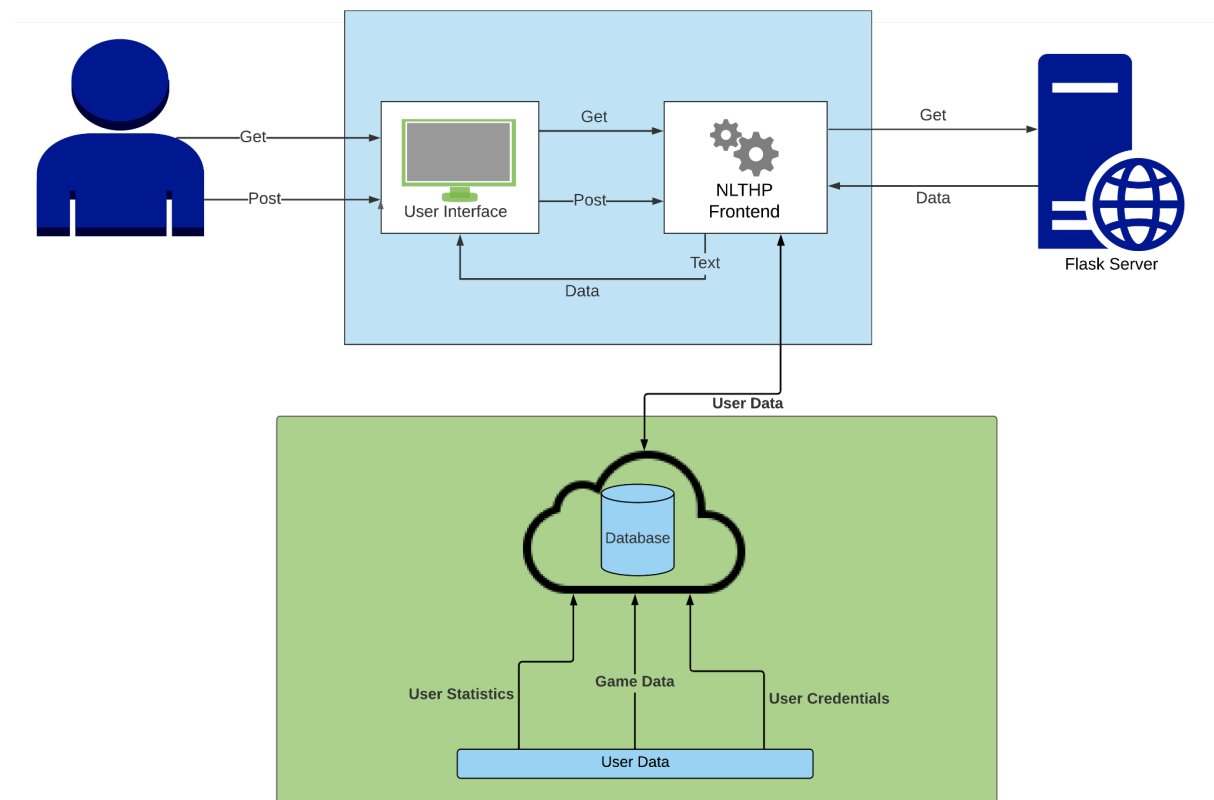 Get
Get
Get
Post
Post
Data
User Interface
NLTHP
Frontend
Flask Server
Text
Data
User Data
Database
User Statistics
Game Data
User Credentials
User Data